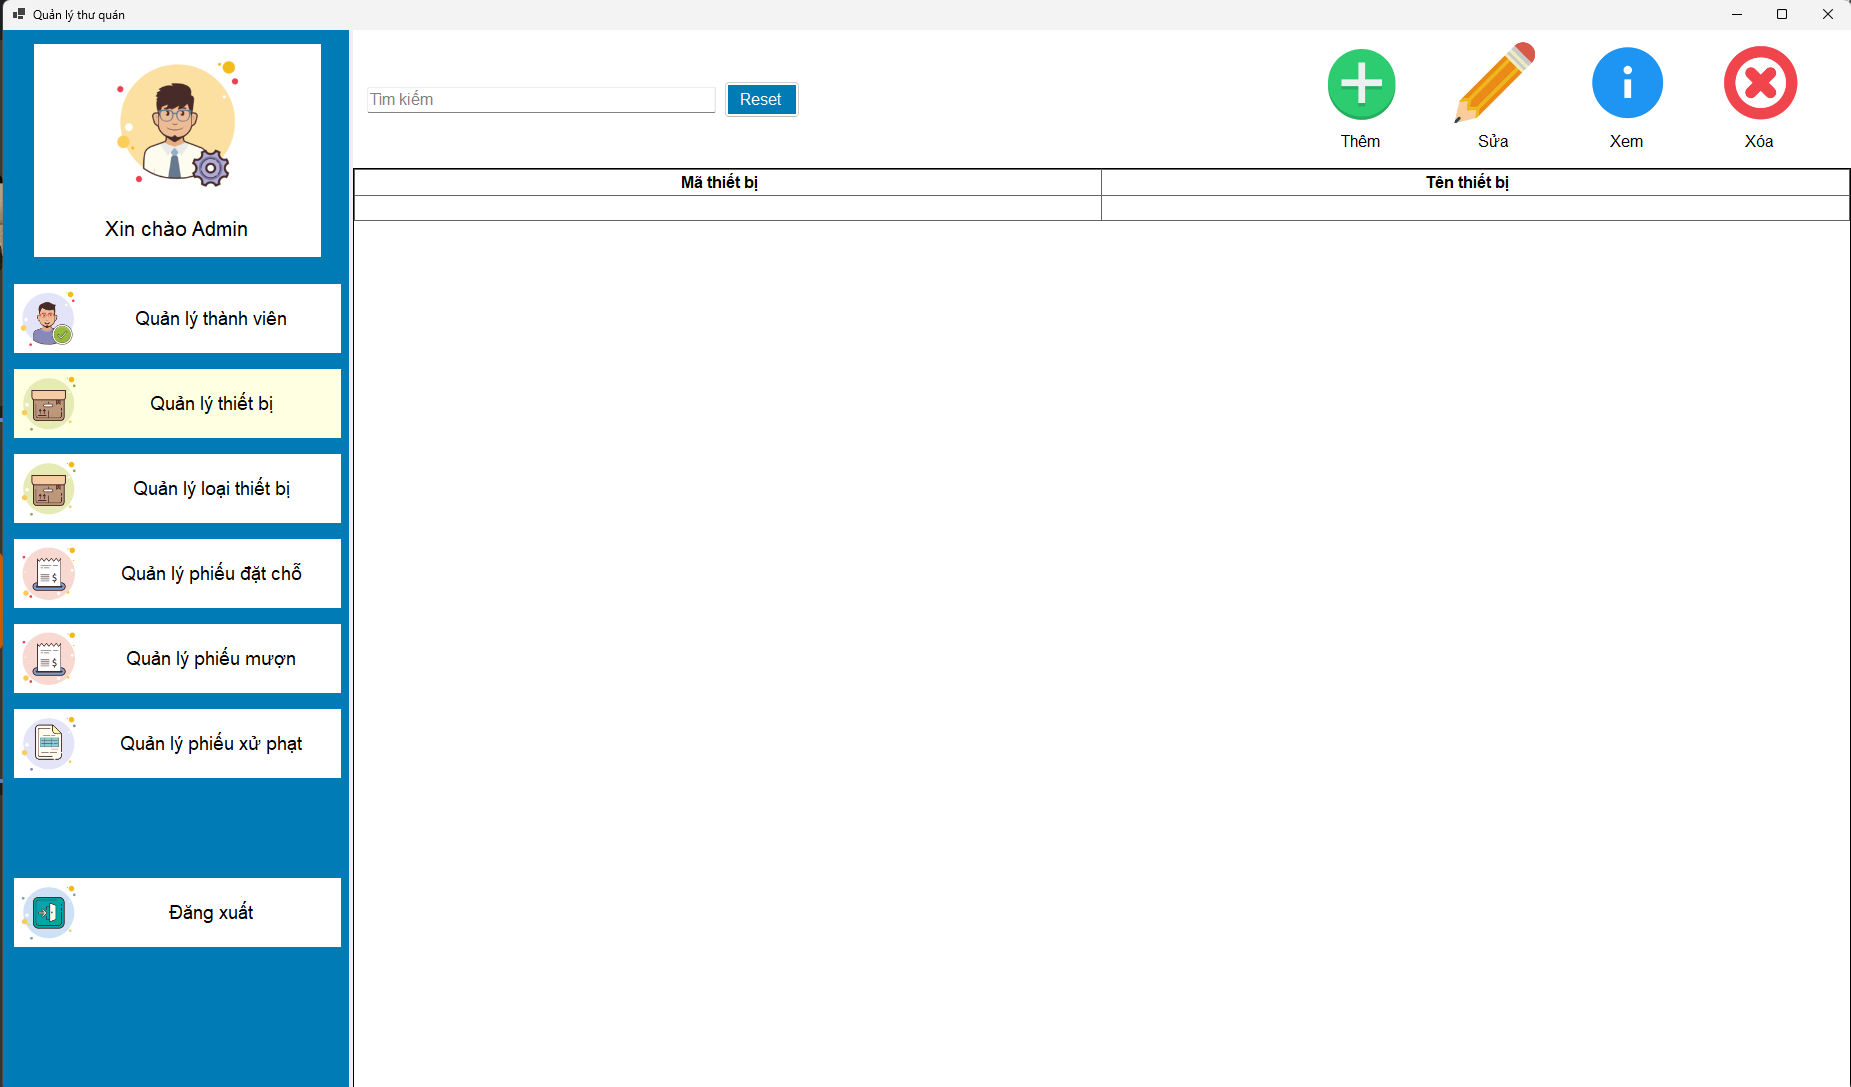 Quản lý thư quán
Xin chào Admin
Quản lý thành viên
Quản lý thiết bị
Quản lý loại thiết bị
Quản lý phiếu đặt chỗ
Quản lý phiếu mượn
Quản lý phiếu xử phạt
Đăng xuất
Tìm kiếm
Reset
Thêm
Sửa
Xem
Xóa
Mã thiết bị
Tên thiết bị